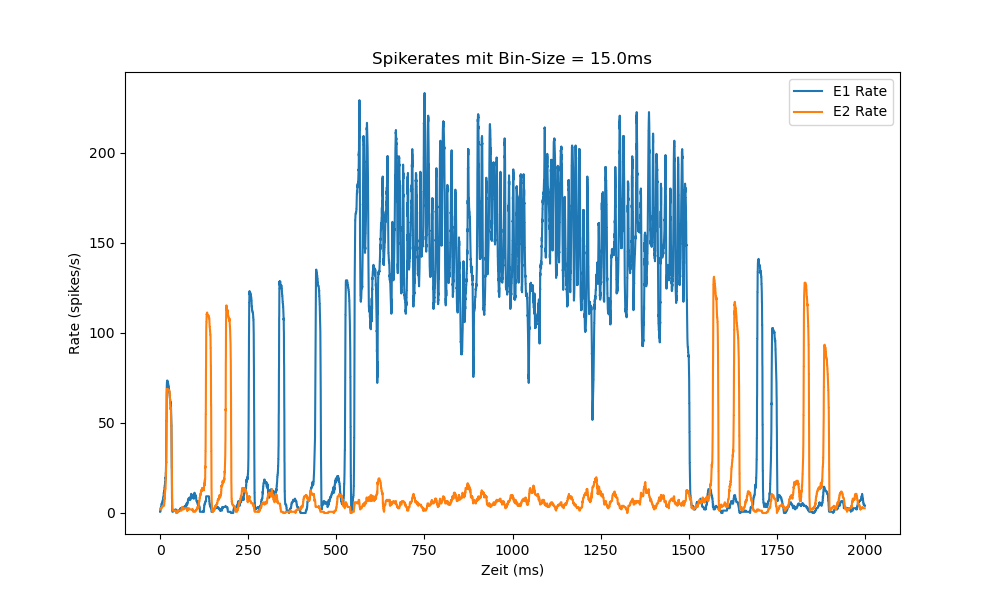 Spikerates mit Bin-Size = 15.0ms
E1 Rate
E2 Rate
Rate (spikes/s)
200
150
100
50
0
0 250 500 750 1000 1250 1500 1750 2000
Zeit (ms)